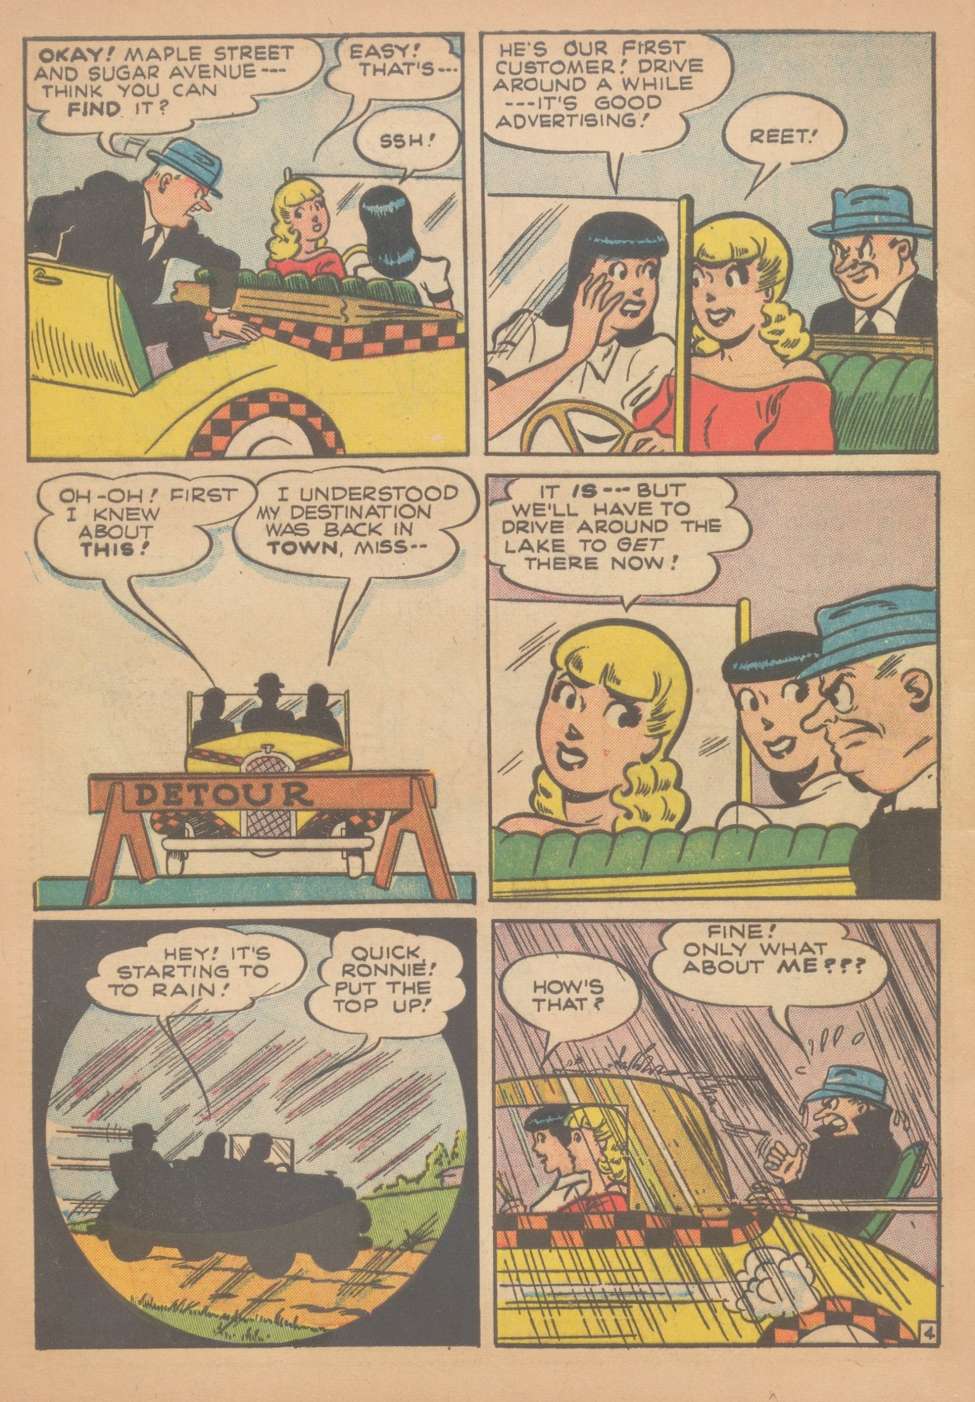 OKAY! MAPLE STREET
AND SUGAR AVENUE---
THINK YOU CAN
FIND IT?
EASY!
THAT'S---
SSH!
HE'S OUR FIRST
CUSTOMER! DRIVE
AROUND A WHILE
---IT'S GOOD
ADVERTISING!
REET!
OH-OH! FIRST
I KNEW
ABOUT
THIS!
I UNDERSTOOD
MY DESTINATION
WAS BACK IN
TOWN, MISS--
DETOUR
IT IS--- BUT
WE'LL HAVE TO
DRIVE AROUND THE
LAKE TO GET
THERE NOW!
HEY! IT'S
STARTING TO
TO RAIN!
QUICK,
RONNIE!
PUT THE
TOP UP!
HOW'S
THAT?
FINE!
ONLY WHAT
ABOUT ME???
4